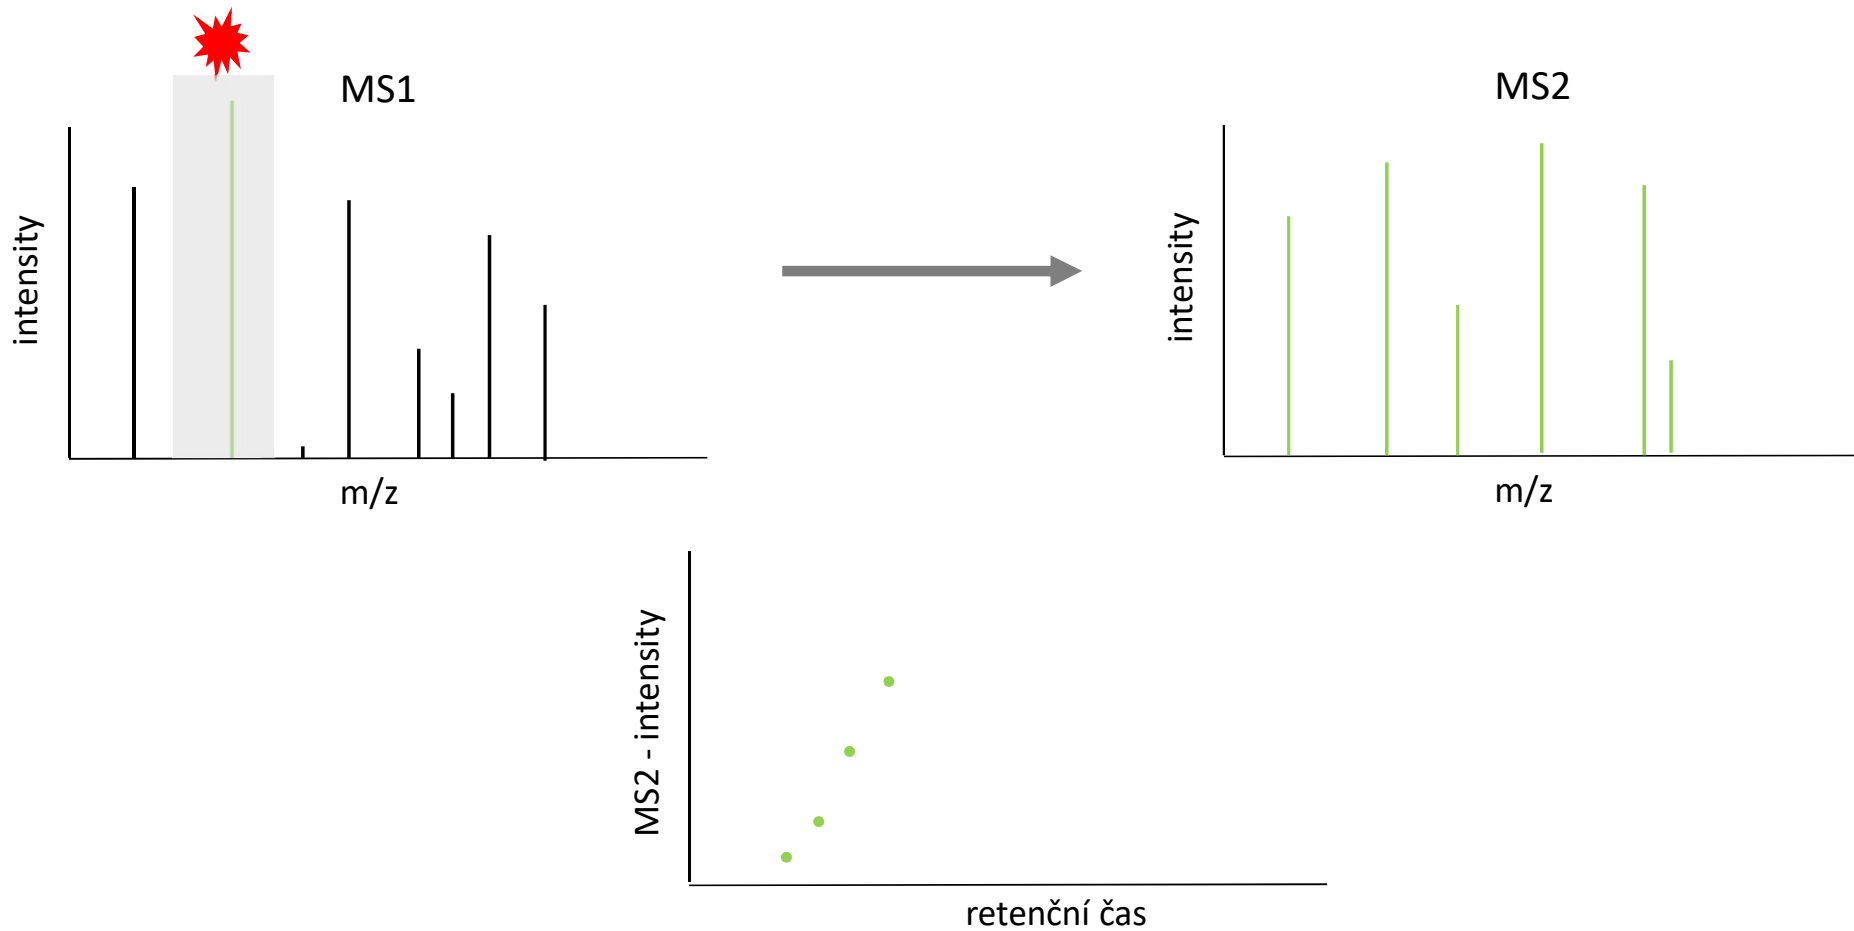 MS1
MS2
intensity
intensity
m/z
m/z
MS2 - intensity
retenční čas